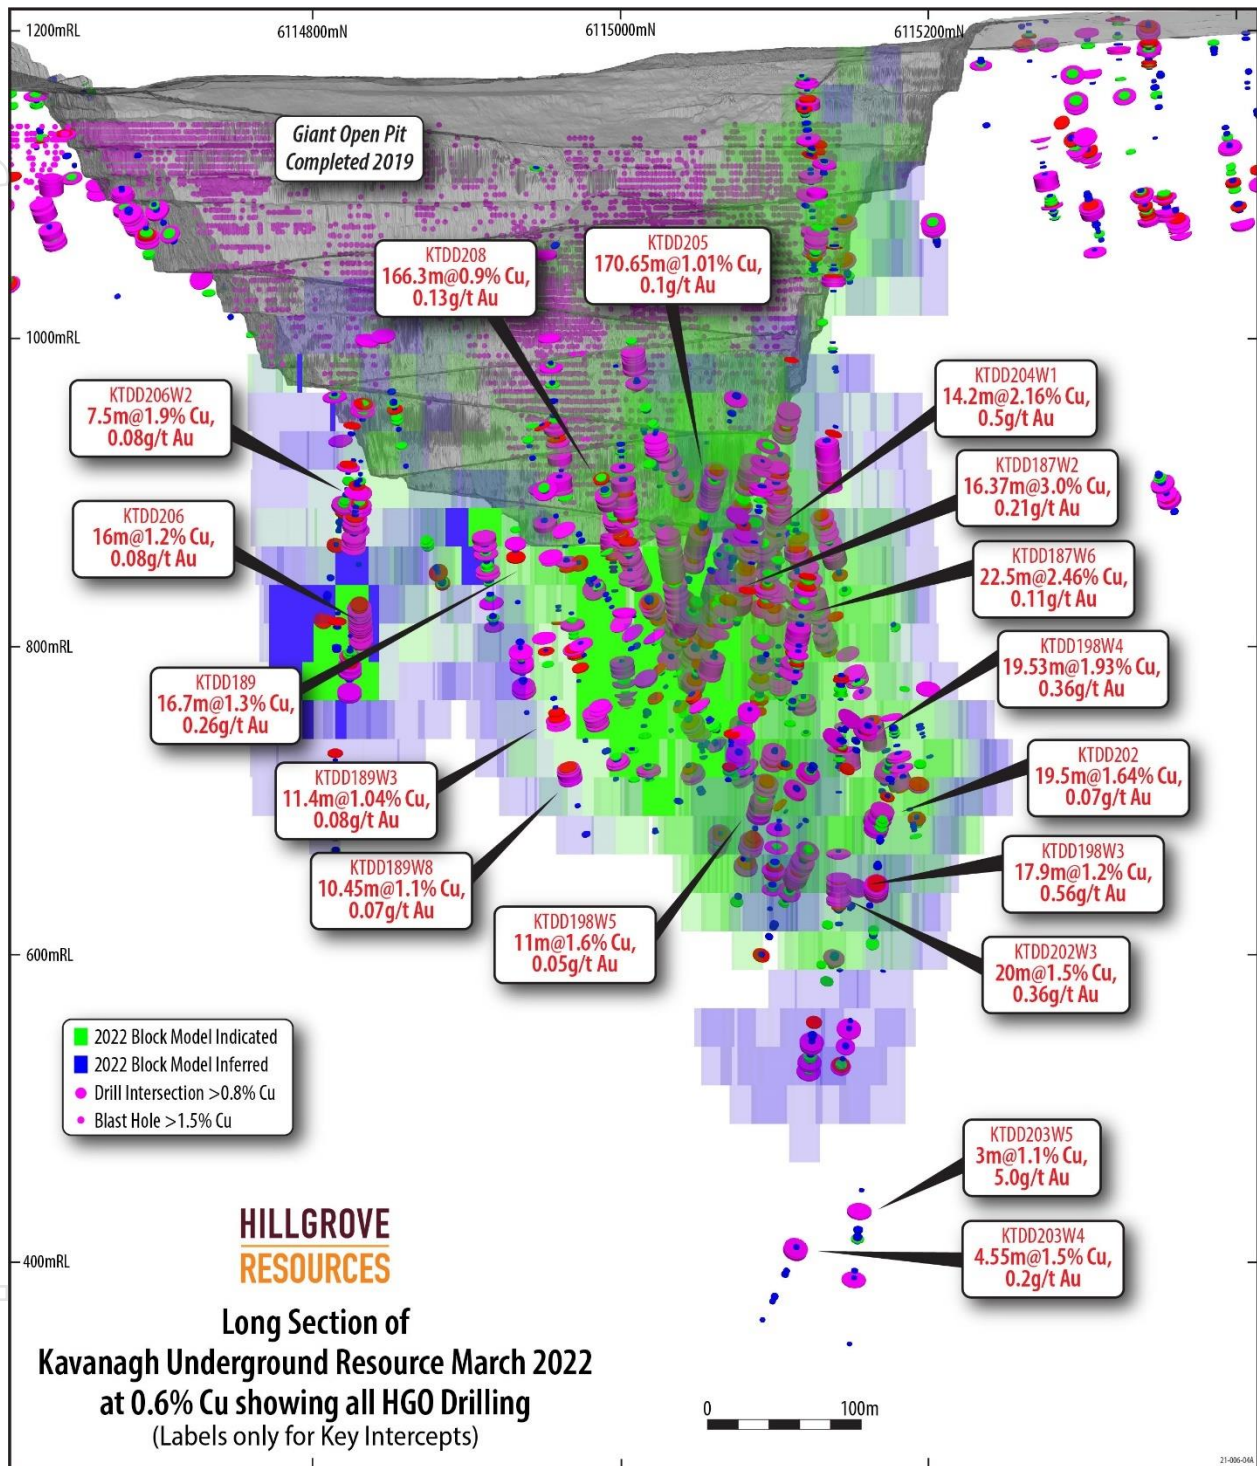 1200mRL
6114800mN
6115000mN
6115200mN
Giant Open Pit
Completed 2019
KTDD208
166.3m@0.9% Cu,
0.13g/t Au
KTDD205
170.65m@1.01% Cu,
0.1g/t Au
1000mRL
KTDD206W2
7.5m@1.9% Cu,
0.08g/t Au
KTDD204W1
14.2m@2.16% Cu,
0.5g/t Au
KTDD187W2
16.37m@3.0% Cu,
0.21g/t Au
KTDD206
16m@1.2% Cu,
0.08g/t Au
KTDD187W6
22.5m@2.46% Cu,
0.11g/t Au
800mRL
KTDD198W4
19.53m@1.93% Cu,
0.36g/t Au
KTDD189
16.7m@1.3% Cu,
0.26g/t Au
KTDD202
19.5m@1.64% Cu,
0.07g/t Au
KTDD189W3
11.4m@1.04% Cu,
0.08g/t Au
KTDD198W3
17.9m@1.2% Cu,
0.56g/t Au
KTDD189W8
10.45m@1.1% Cu,
0.07g/t Au
KTDD198W5
11m@1.6% Cu,
0.05g/t Au
KTDD202W3
20m@1.5% Cu,
0.36g/t Au
600mRL
2022 Block Model Indicated
2022 Block Model Inferred
Drill Intersection >0.8% Cu
Blast Hole >1.5% Cu
KTDD203W5
3m@1.1% Cu,
5.0g/t Au
KTDD203W4
4.55m@1.5% Cu,
0.2g/t Au
400mRL
HILLGROVE
RESOURCES
Long Section of
Kavanagh Underground Resource March 2022
at 0.6% Cu showing all HGO Drilling
(Labels only for Key Intercepts)
0 100m
21-006-04A